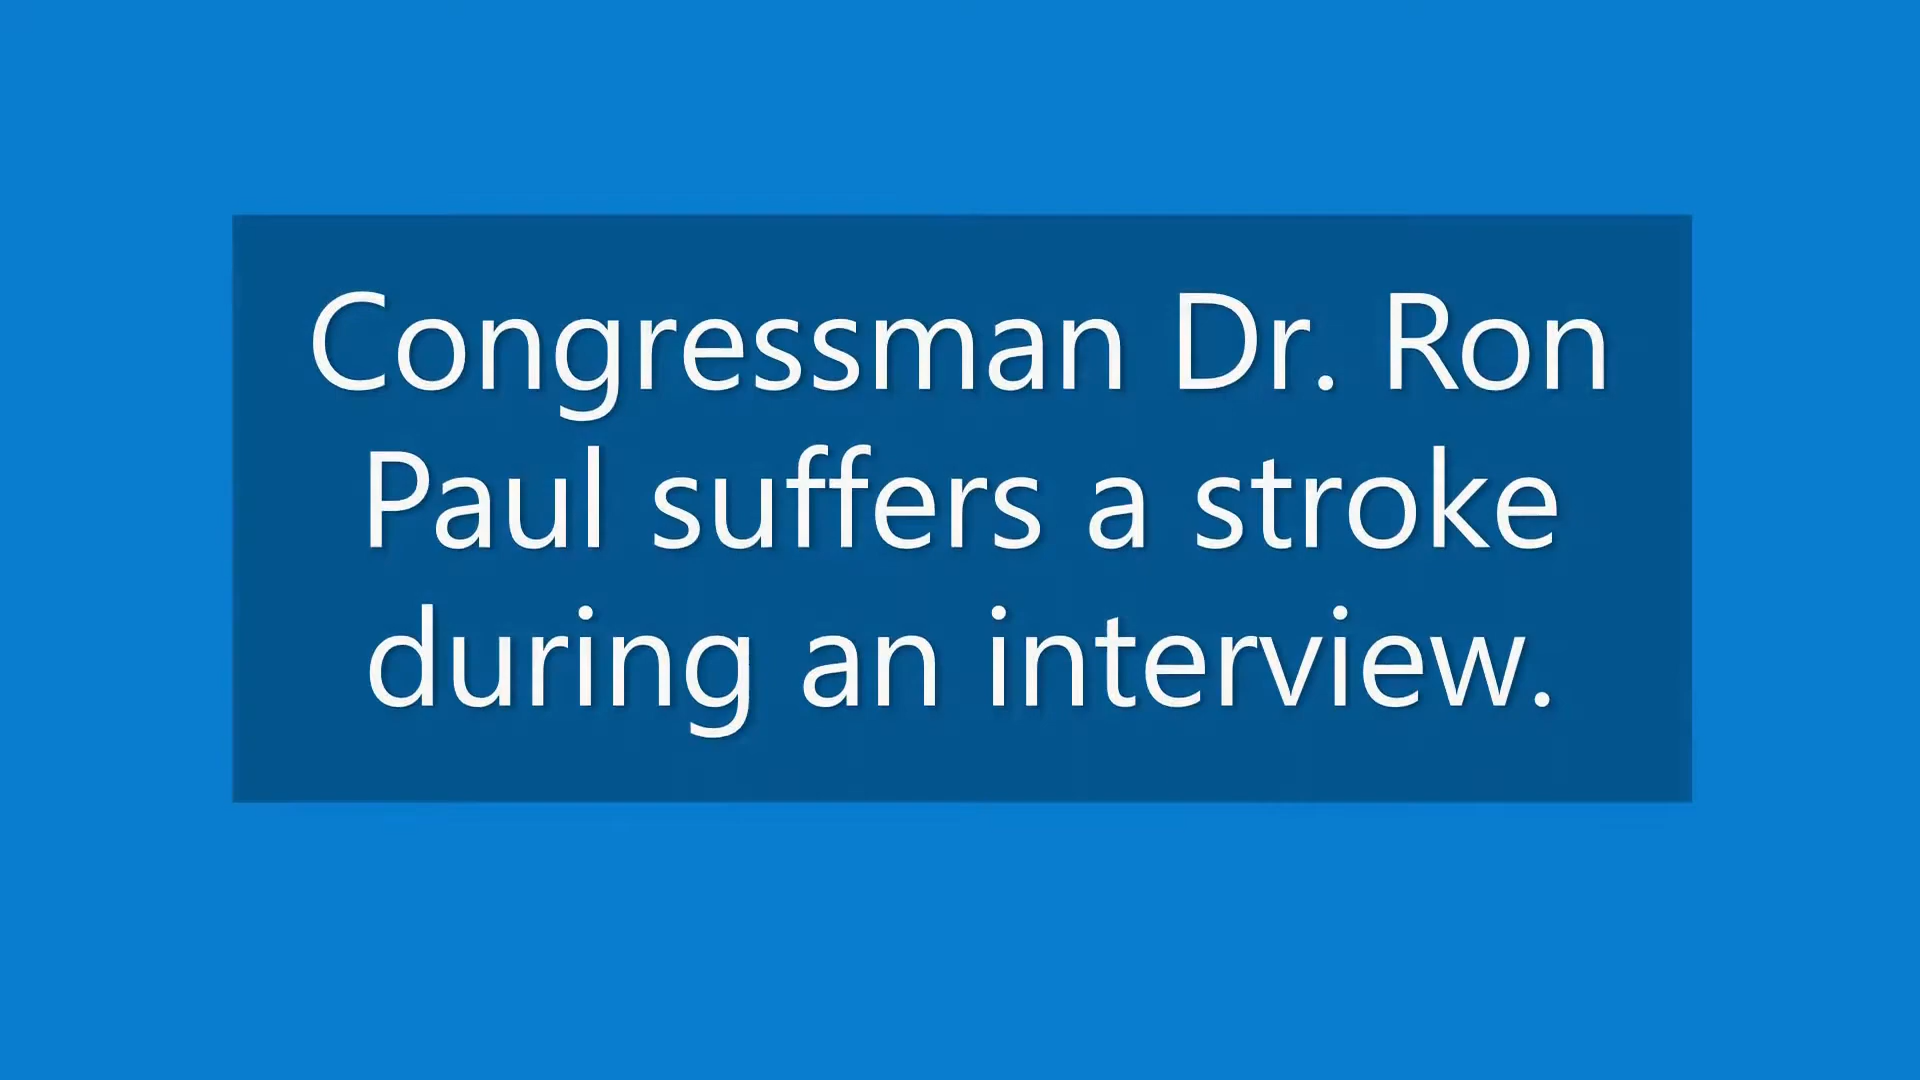 Congressman Dr. Ron
Paul suffers a stroke
during an interview.